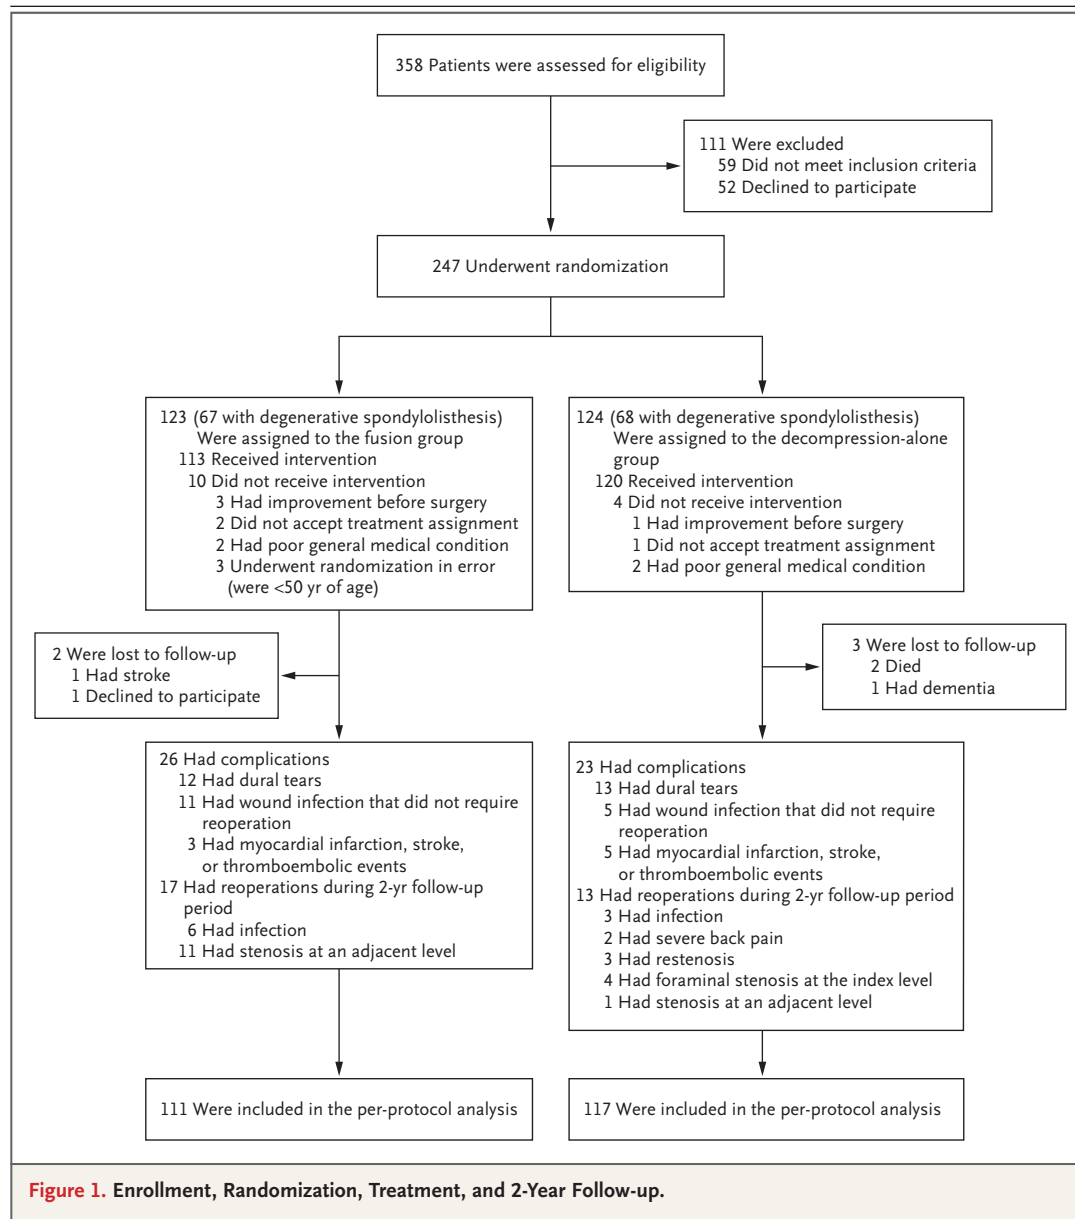 358 Patients were assessed for eligibility
111 Were excluded
59 Did not meet inclusion criteria
52 Declined to participate
247 Underwent randomization
123 (67 with degenerative spondylolisthesis)
Were assigned to the fusion group
113 Received intervention
10 Did not receive intervention
3 Had improvement before surgery
2 Did not accept treatment assignment
2 Had poor general medical condition
3 Underwent randomization in error
(were <50 yr of age)
124 (68 with degenerative spondylolisthesis)
Were assigned to the decompression-alone
group
120 Received intervention
4 Did not receive intervention
1 Had improvement before surgery
1 Did not accept treatment assignment
2 Had poor general medical condition
2 Were lost to follow-up
1 Had stroke
1 Declined to participate
3 Were lost to follow-up
2 Died
1 Had dementia
26 Had complications
12 Had dural tears
11 Had wound infection that did not require
reoperation
3 Had myocardial infarction, stroke,
or thromboembolic events
17 Had reoperations during 2-yr follow-up
period
6 Had infection
11 Had stenosis at an adjacent level
23 Had complications
13 Had dural tears
5 Had wound infection that did not require
reoperation
5 Had myocardial infarction, stroke,
or thromboembolic events
13 Had reoperations during 2-yr follow-up period
3 Had infection
2 Had severe back pain
3 Had restenosis
4 Had foraminal stenosis at the index level
1 Had stenosis at an adjacent level
111 Were included in the per-protocol analysis
117 Were included in the per-protocol analysis
Figure 1. Enrollment, Randomization, Treatment, and 2-Year Follow-up.